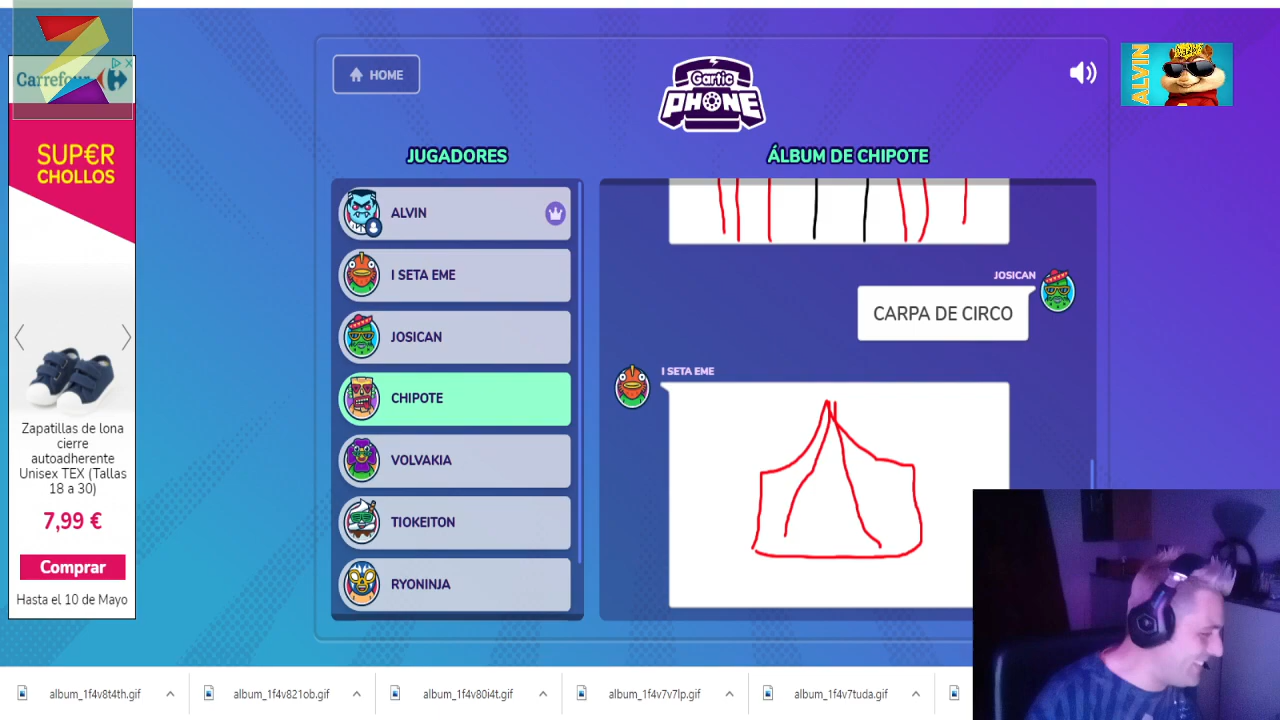 Carrefour
SUP€R
CHOLLOS
Zapatillas de lona
cierre
autoadherente
Unisex TEX (Tallas
18 a 30)
7,99 €
Comprar
Hasta el 10 de Mayo
HOME
Gartic
PHONE
ALVIN
JUGADORES
ALVIN
I SETA EME
JOSICAN
CHIPOTE
VOLVAKIA
TIOKEITON
RYONINJA
ÁLBUM DE CHIPOTE
JOSICAN
CARPA DE CIRCO
I SETA EME
album_1f4v8t4th.gif
album_1f4v821ob.gif
album_1f4v80i4t.gif
album_1f4v7v7lp.gif
album_1f4v7tuda.gif